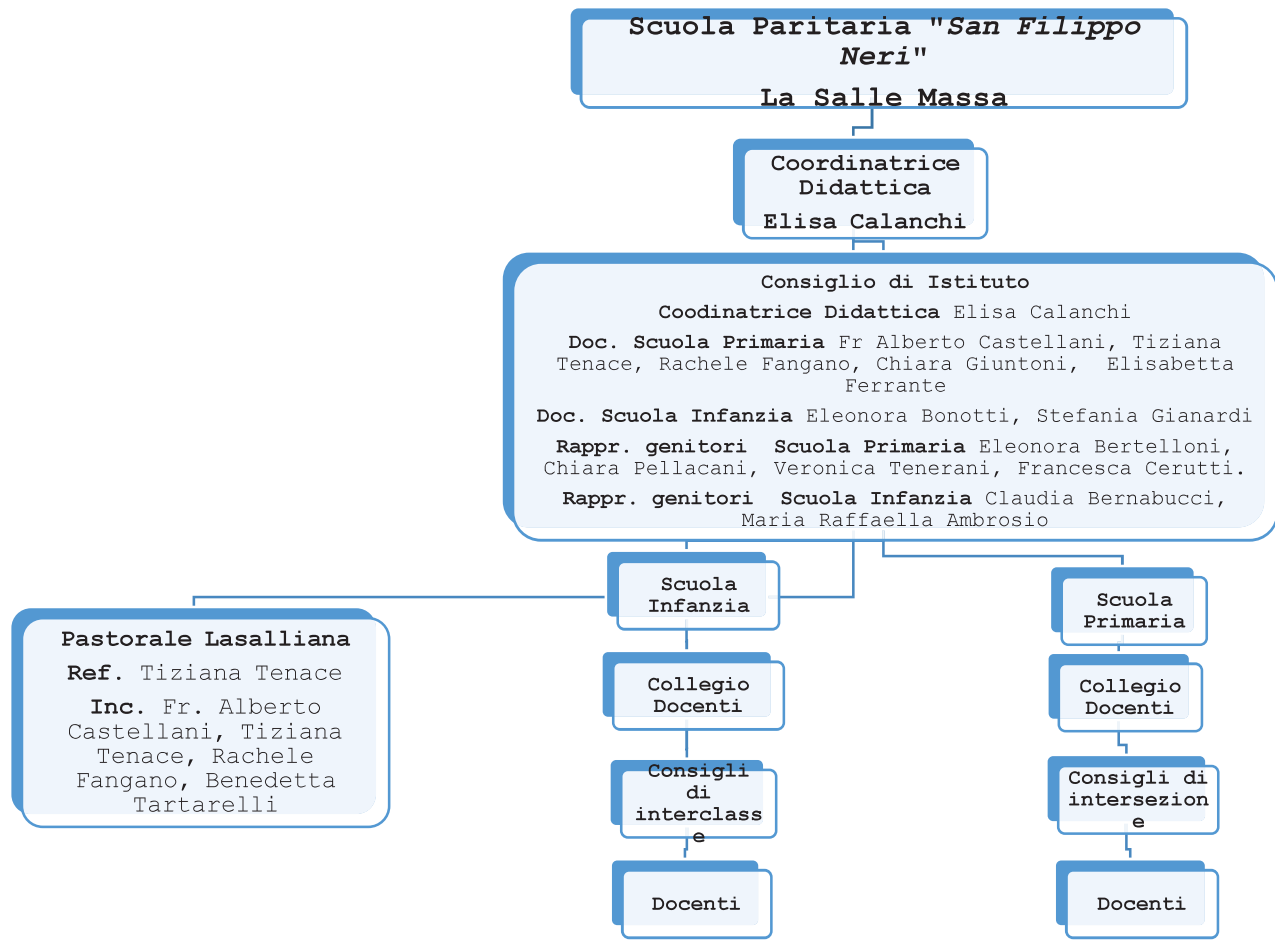 Scuola Paritaria "San Filippo
Neri"
La Salle Massa
Coordinatrice
Didattica
Elisa Calanchi
Consiglio di Istituto
Coodinatrice Didattica Elisa Calanchi
Doc. Scuola Primaria Fr Alberto Castellani, Tiziana
Tenace, Rachele Fangano, Chiara Giuntoni,  Elisabetta
Ferrante
Doc. Scuola Infanzia Eleonora Bonotti, Stefania Gianardi
Rappr. genitori  Scuola Primaria Eleonora Bertelloni,
Chiara Pellacani, Veronica Tenerani, Francesca Cerutti.
Rappr. genitori  Scuola Infanzia Claudia Bernabucci,
Maria Raffaella Ambrosio
Pastorale Lasalliana
Ref. Tiziana Tenace
Inc. Fr. Alberto
Castellani, Tiziana
Tenace, Rachele
Fangano, Benedetta
Tartarelli
Scuola
Infanzia
Collegio
Docenti
Consigli
di
interclass
e
Docenti
Scuola
Primaria
Collegio
Docenti
Consigli di
intersezion
e
Docenti